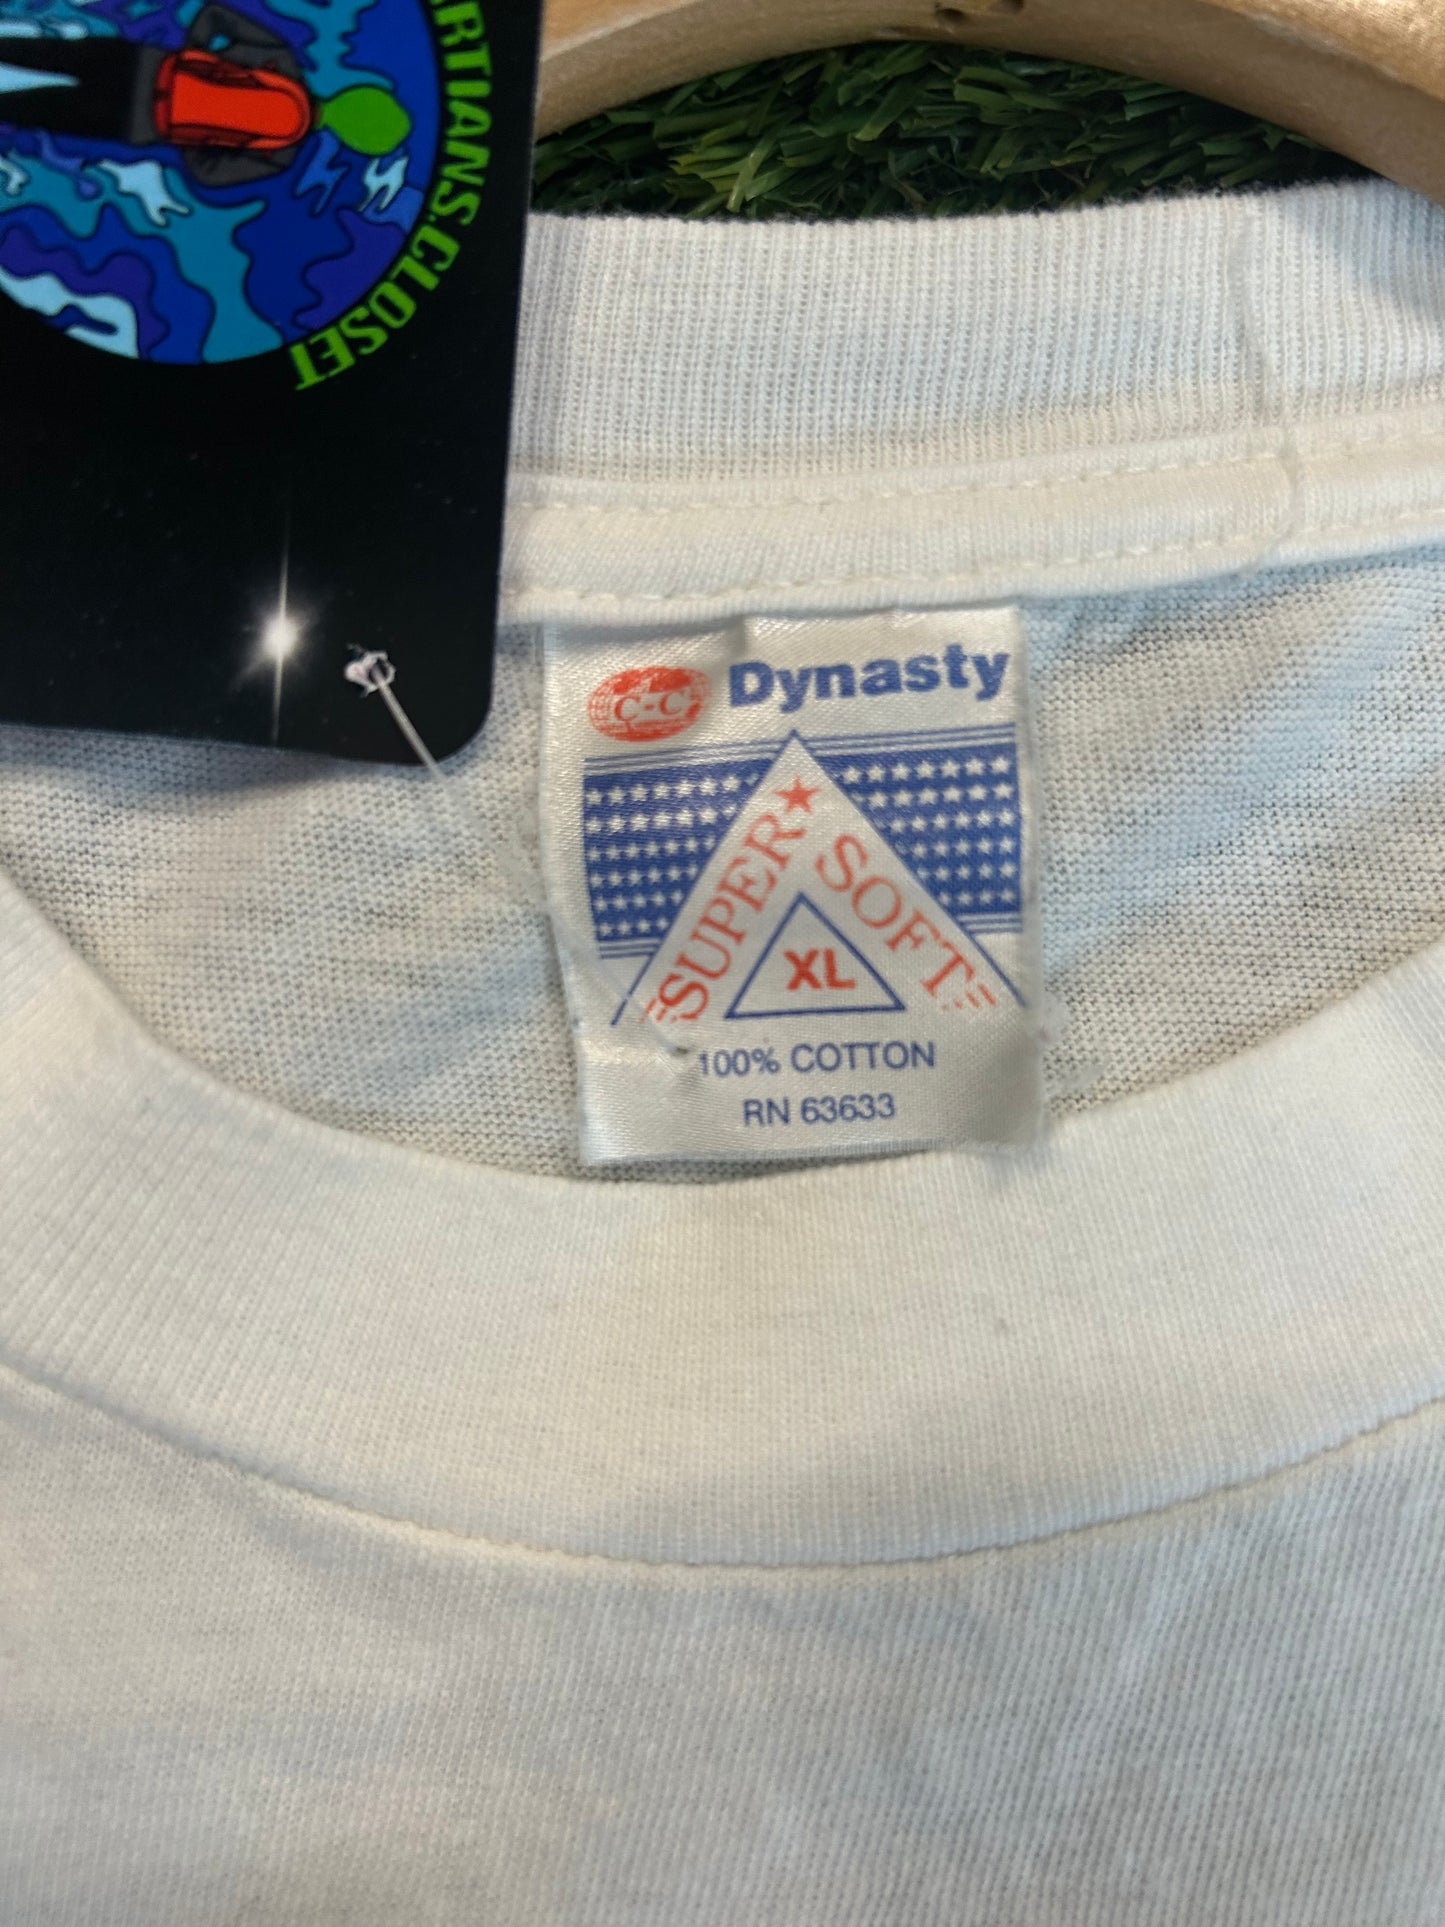 ARTIANS.CLOSET
C-C
Dynasty
SUPER ★ SOFT
XL
100% COTTON
RN 63633